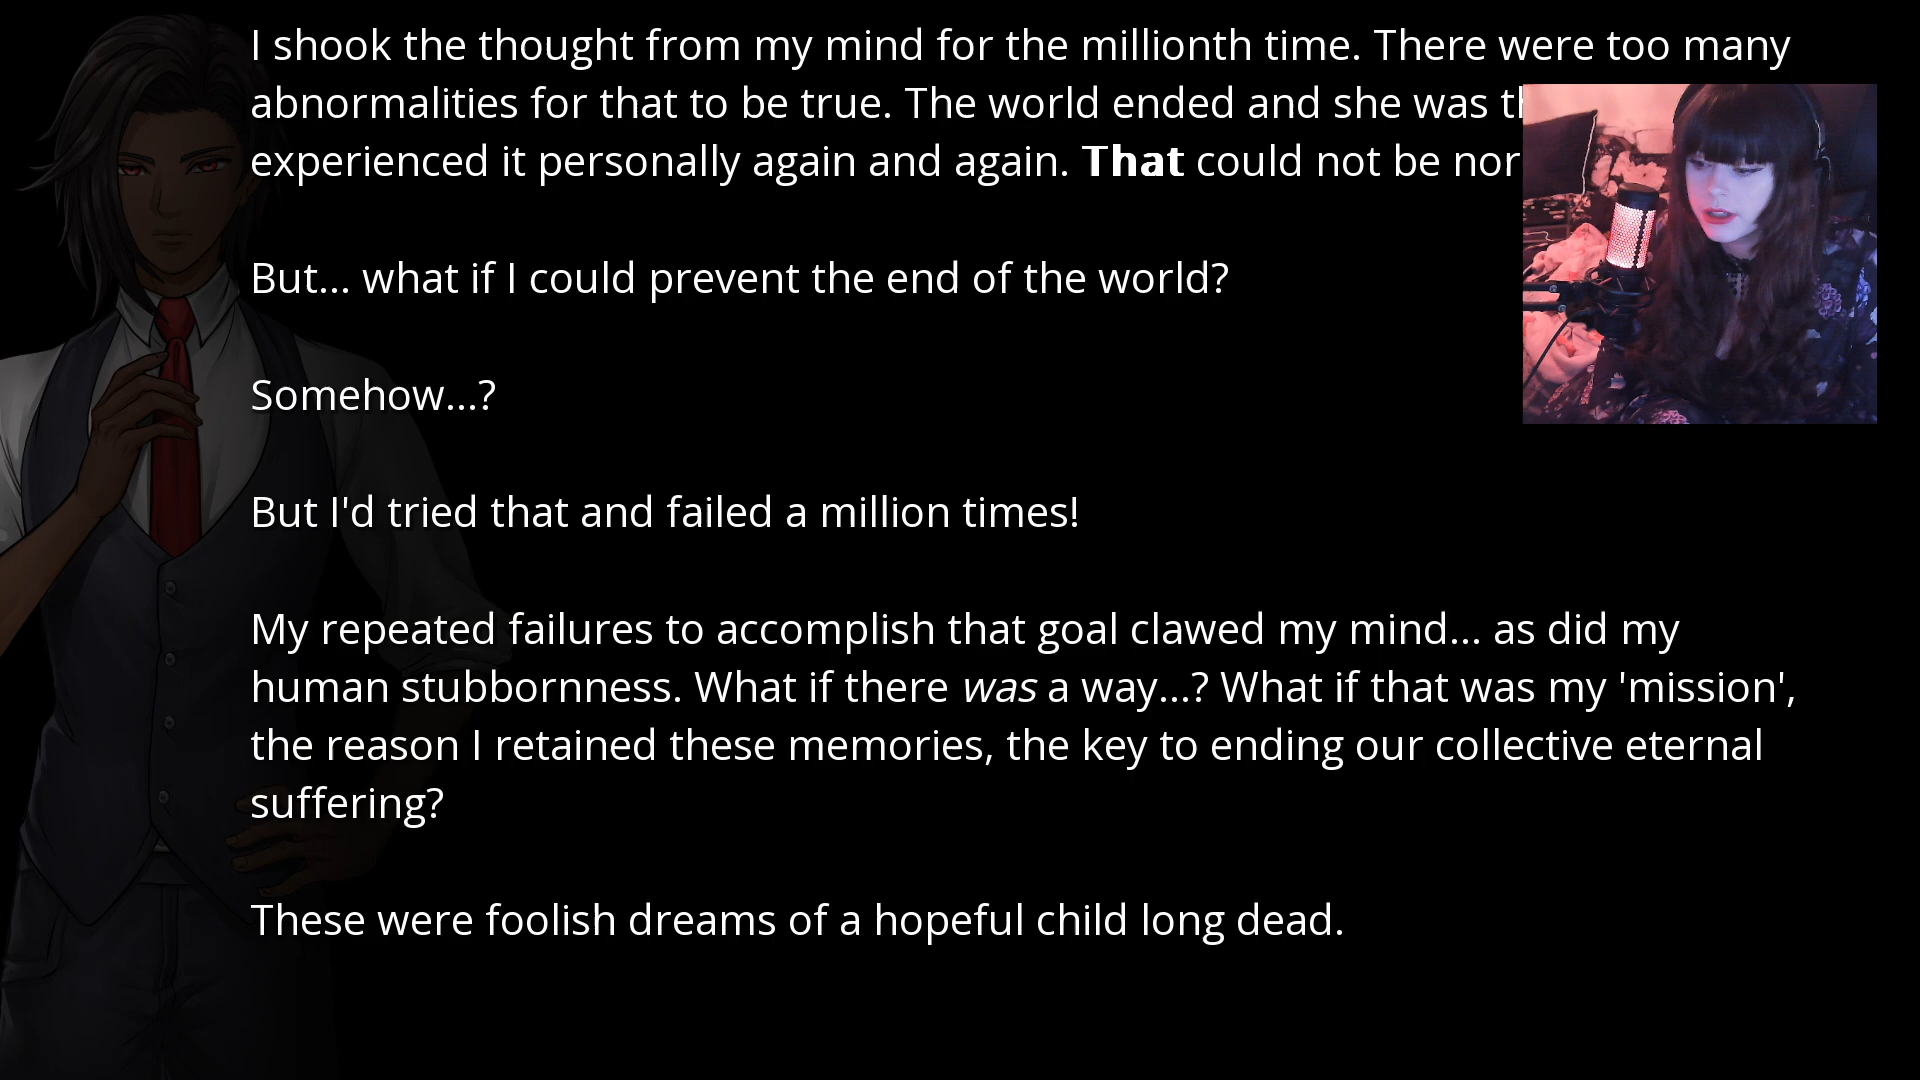 I shook the thought from my mind for the millionth time. There were too many
abnormalities for that to be true. The world ended and she was
experienced it personally again and again. That could not be
But... what if I could prevent the end of the world?
Somehow...?
But I'd tried that and failed a million times!
My repeated failures to accomplish that goal clawed my mind... as did my
human stubbornness. What if there was a way...? What if that was my 'mission',
the reason I retained these memories, the key to ending our collective eternal
suffering?
These were foolish dreams of a hopeful child long dead.